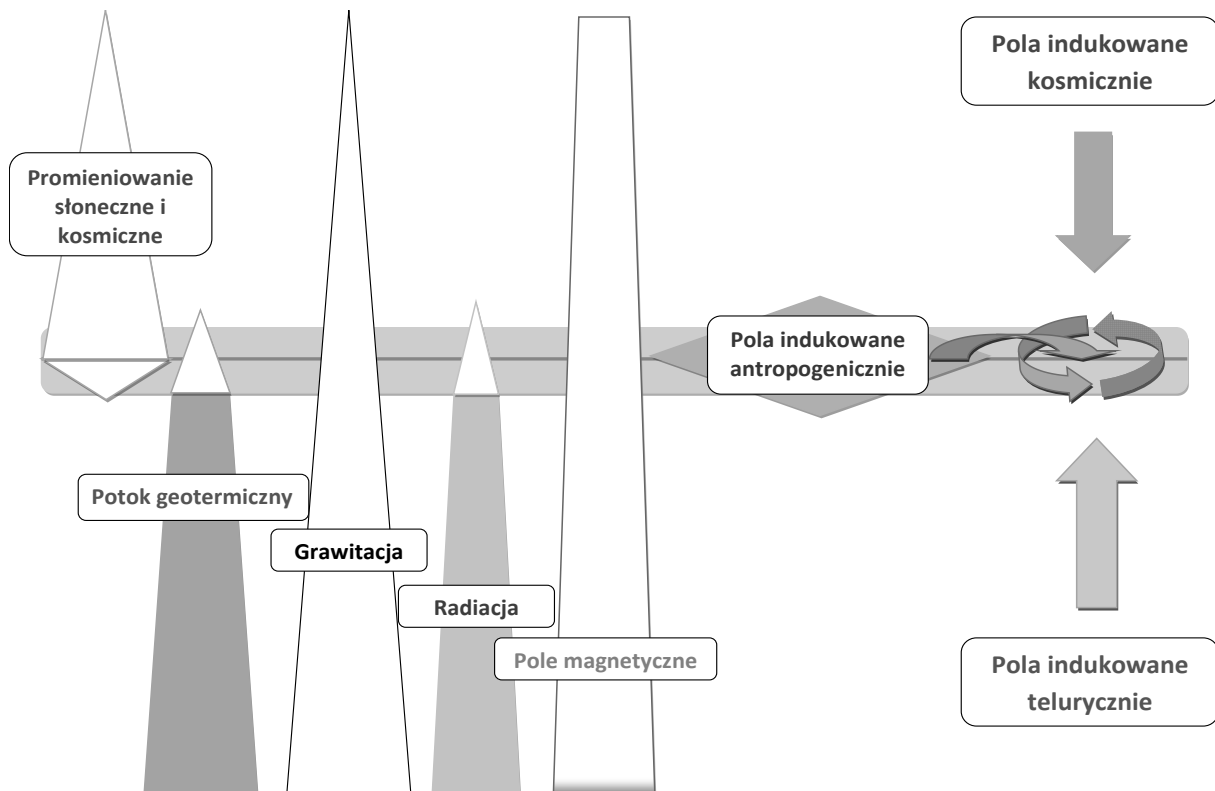 Pola indukowane
kosmicznie
Promieniowanie
słoneczne i
kosmiczne
Pola indukowane
antropogenicznie
Potok geotermiczny
Grawitacja
Radiacja
Pole magnetyczne
Pola indukowane
telurycznie